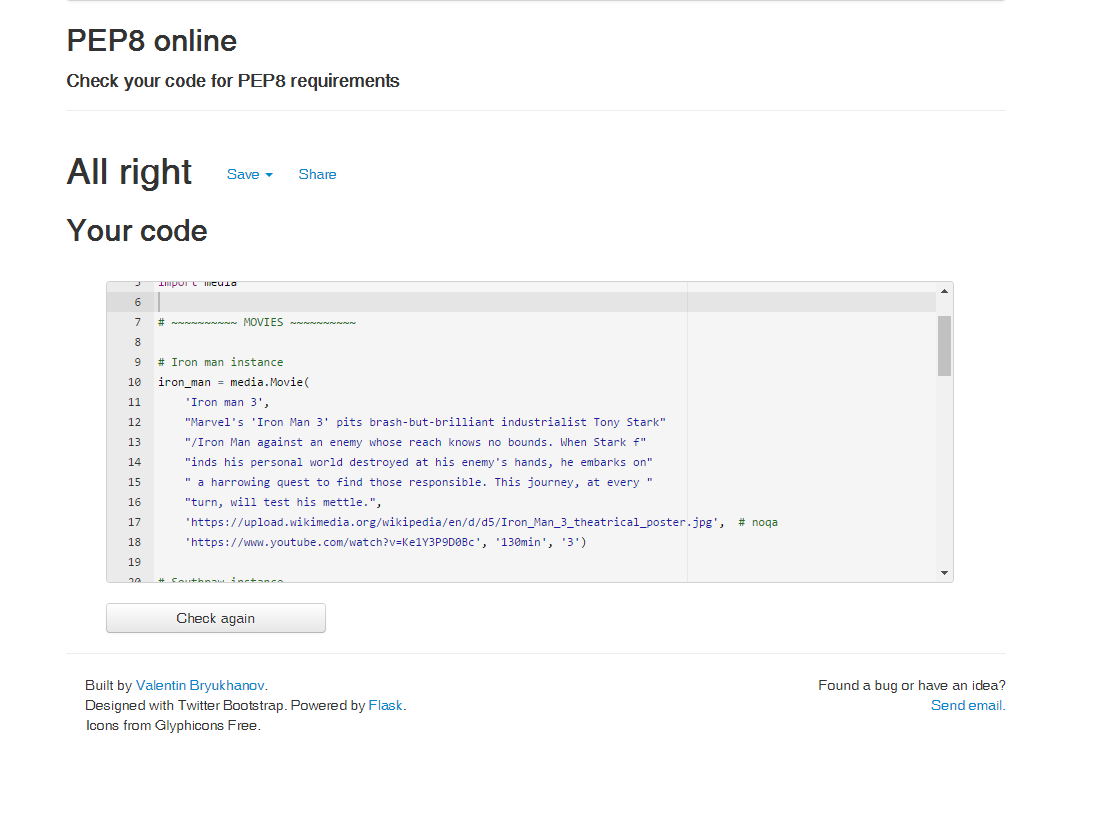 PEP8 online
Check your code for PEP8 requirements
All right Save Share
Your code
5 import media
6
7 # ~~~~~~~~~~ MOVIES ~~~~~~~~~~
8
9 # Iron man instance
10 iron_man = media.Movie(
11 'Iron man 3',
12 "Marvel's 'Iron Man 3' pits brash-but-brilliant industrialist Tony Stark"
13 "/Iron Man against an enemy whose reach knows no bounds. When Stark f"
14 "inds his personal world destroyed at his enemy's hands, he embarks on"
15 " a harrowing quest to find those responsible. This journey, at every "
16 "turn, will test his mettle.",
17 'https://upload.wikimedia.org/wikipedia/en/d/d5/Iron_Man_3_theatrical_poster.jpg',  # noqa
18 'https://www.youtube.com/watch?v=Ke1Y3P9D0Bc', '130min', '3')
19
20 # Southpaw instance
Check again
Built by Valentin Bryukhanov.
Designed with Twitter Bootstrap. Powered by Flask.
Icons from Glyphicons Free.
Found a bug or have an idea?
Send email.